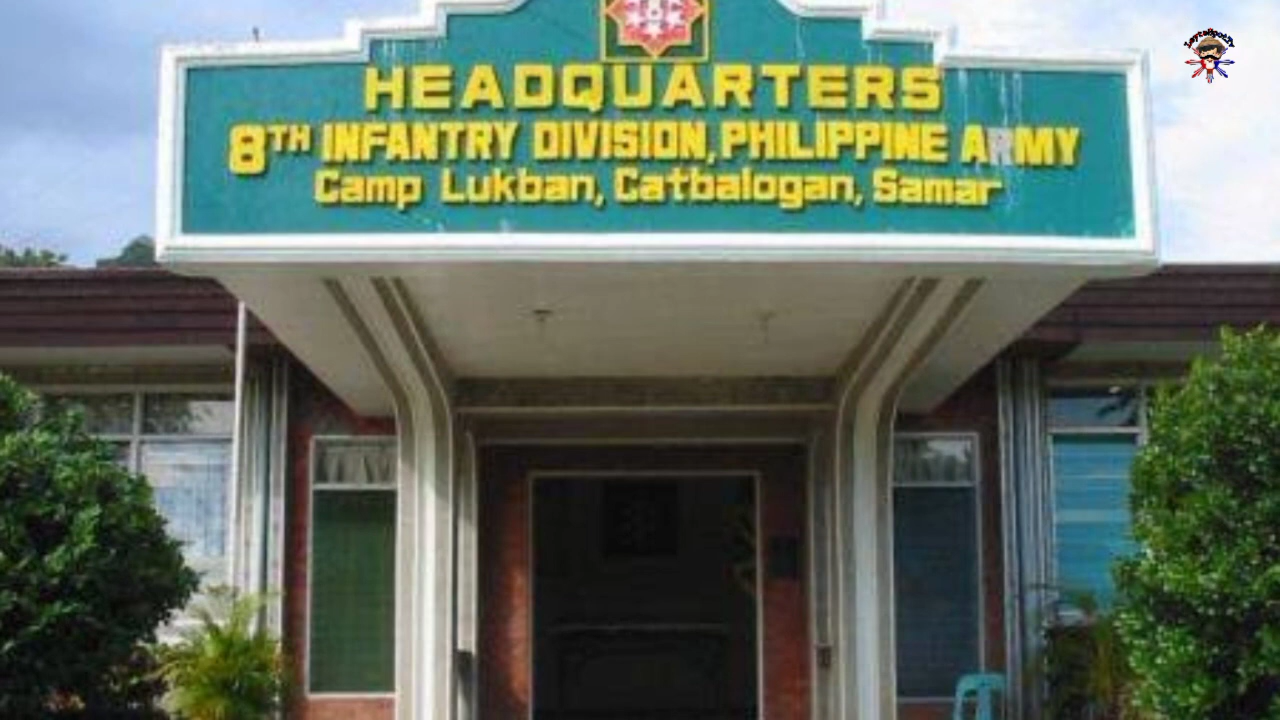 HEADQUARTERS
8TH INFANTRY DIVISION, PHILIPPINE ARMY
Camp Lukban, Catbalogan, Samar